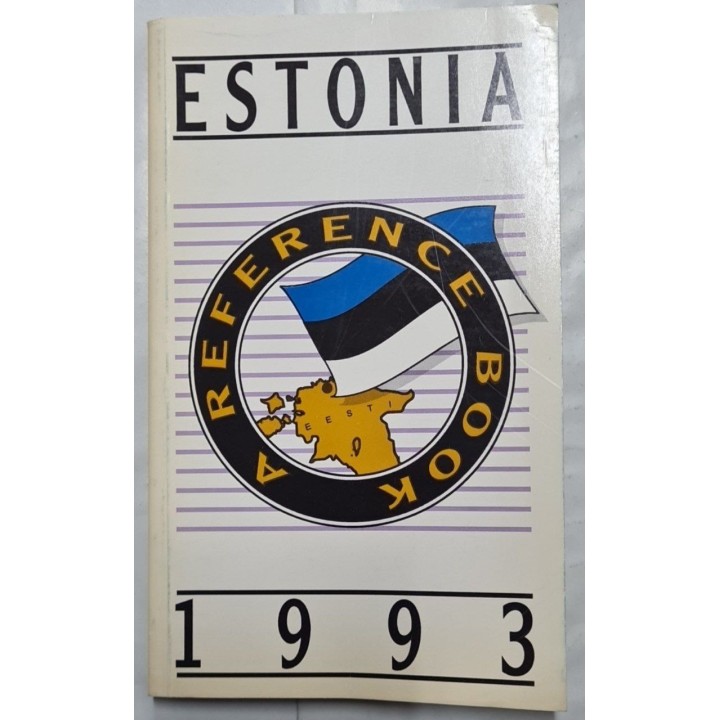 ESTONIA
A REFERENCE BOOK
EESTI
1993